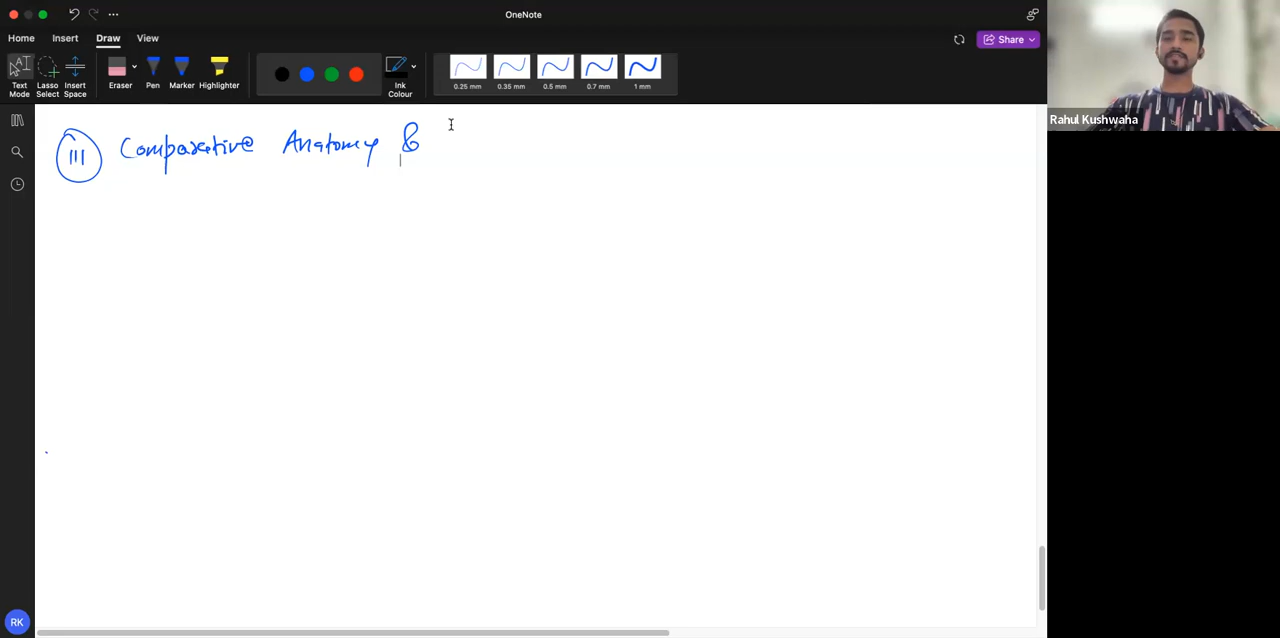 OneNote
Home Insert Draw View
Share
Text Mode
Lasso Select
Insert Space
Eraser
Pen
Marker
Highlighter
Ink Colour
0.25 mm
0.35 mm
0.5 mm
0.7 mm
1 mm
Rahul Kushwaha
III Comparative Anatomy &
RK